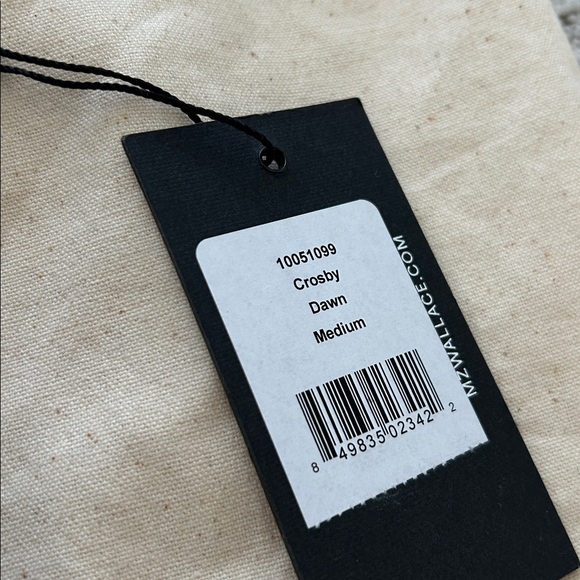 10051099
Crosby
Dawn
Medium
8 49835 02342 2
MZWALLACE.COM